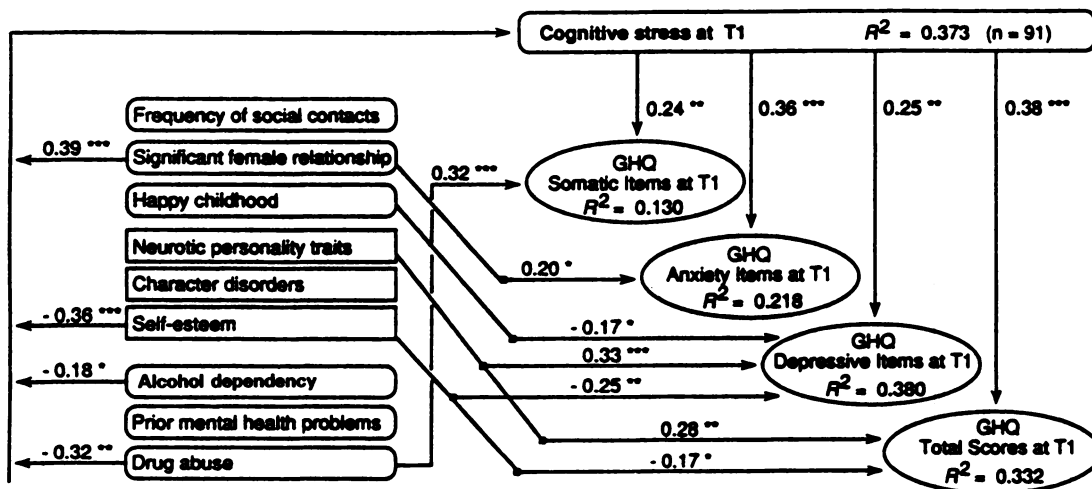 Cognitive stress at T1 R² = 0.373 (n = 91)
0.24 ** 0.36 *** 0.25 ** 0.38 ***
Frequency of social contacts
0.39 *** Significant female relationship
0.32 *** GHQ
Somatic Items at T1
R² = 0.130
Happy childhood
Neurotic personality traits
0.20 * GHQ
Anxiety Items at T1
R² = 0.218
Character disorders
- 0.36 *** Self-esteem
- 0.17 *
0.33 ***
- 0.25 **
GHQ
Depressive Items at T1
R² = 0.380
- 0.18 * Alcohol dependency
Prior mental health problems
- 0.32 ** Drug abuse
0.28 **
- 0.17 *
GHQ
Total Scores at T1
R² = 0.332